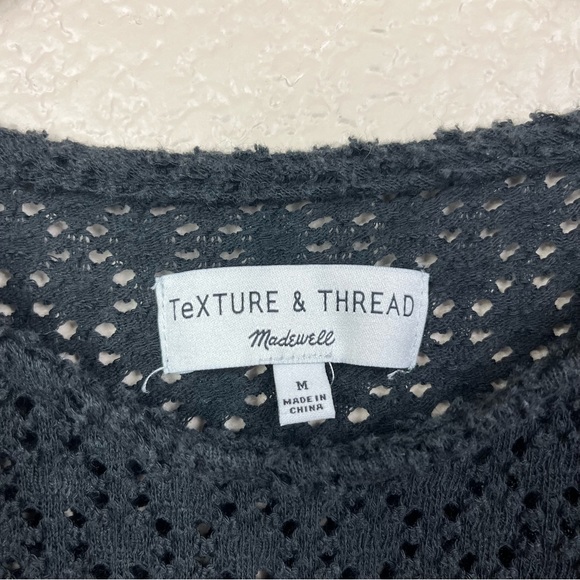 TeXTURE & THREAD
Madewell
M
MADE IN
CHINA